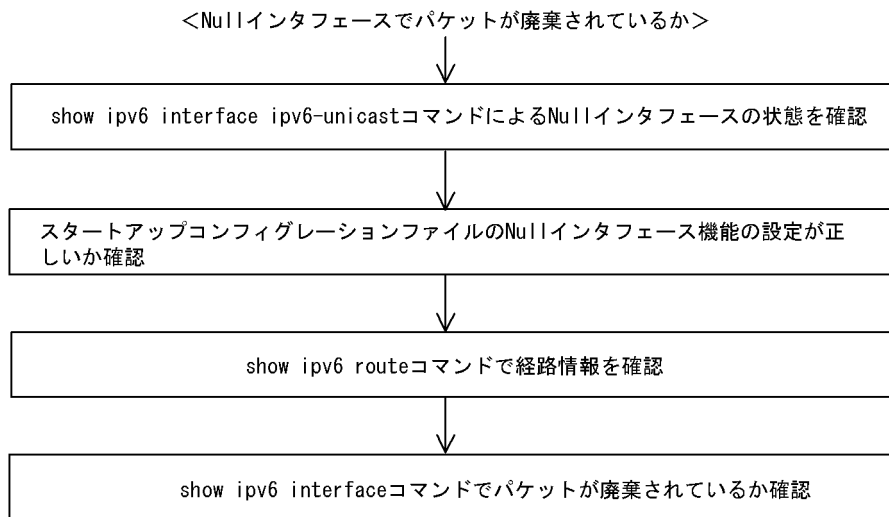 ＜Nullインタフェースでパケットが廃棄されているか＞
show ipv6 interface ipv6-unicastコマンドによるNullインタフェースの状態を確認
スタートアップコンフィグレーションファイルのNullインタフェース機能の設定が正
しいか確認
show ipv6 routeコマンドで経路情報を確認
show ipv6 interfaceコマンドでパケットが廃棄されているか確認